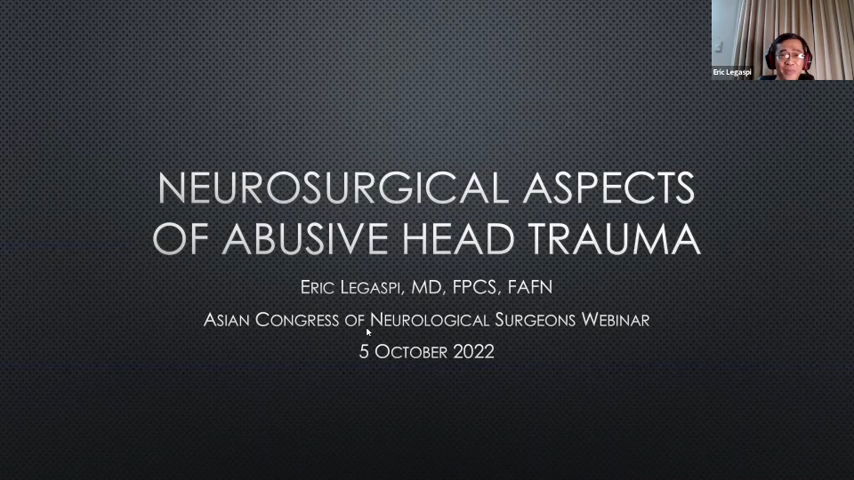 Eric Legaspi
NEUROSURGICAL ASPECTS
OF ABUSIVE HEAD TRAUMA
ERIC LEGASPI, MD, FPCS, FAFN
ASIAN CONGRESS OF NEUROLOGICAL SURGEONS WEBINAR
5 OCTOBER 2022